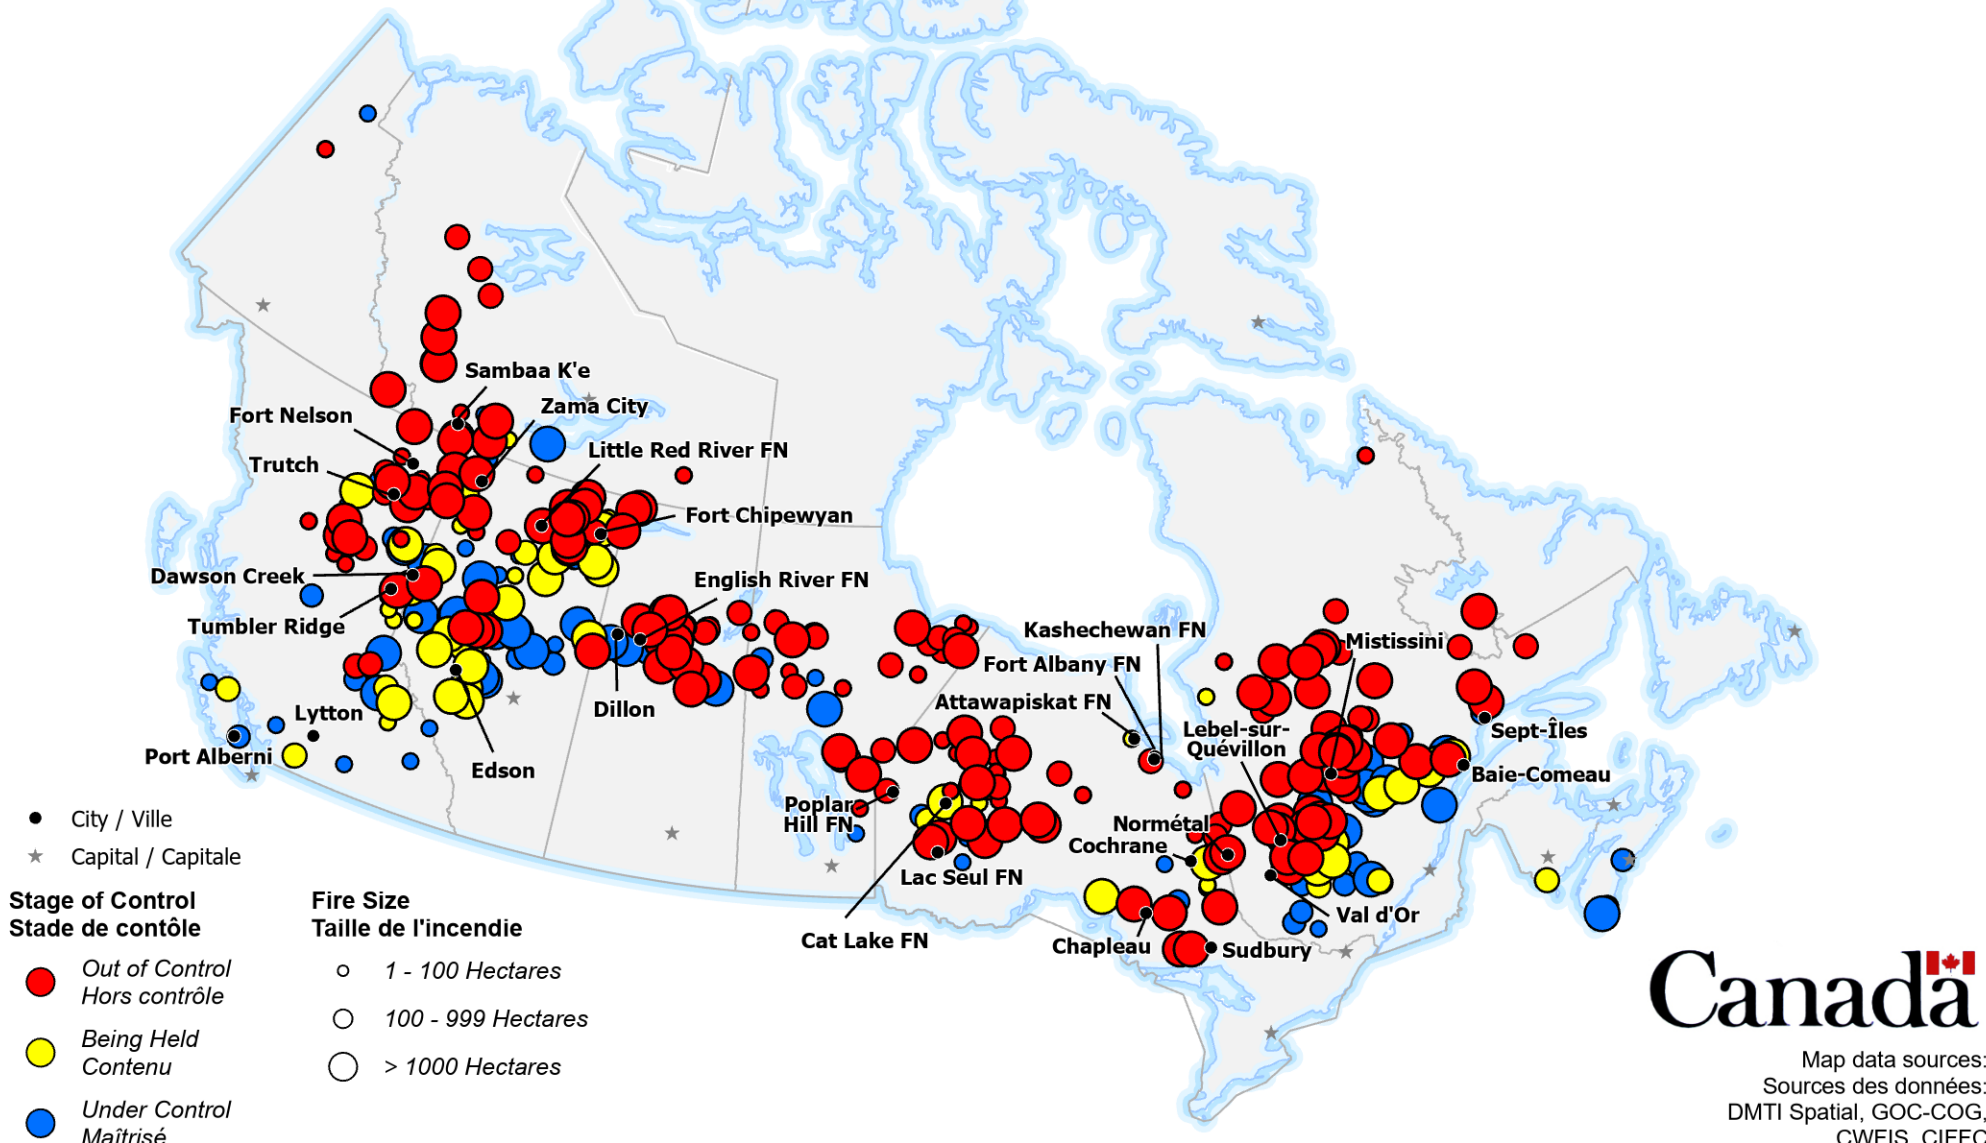 Sambaa K'e
Zama City
Fort Nelson
Little Red River FN
Trutch
Fort Chipewyan
Dawson Creek
English River FN
Tumbler Ridge
Kashechewan FN
Mistissini
Fort Albany FN
Attawapiskat FN
Dillon
Lytton
Lebel-sur-
Quévillon
Sept-Îles
Port Alberni
Edson
Baie-Comeau
Poplar
Hill FN
Normétal
Cochrane
Lac Seul FN
Val d'Or
Cat Lake FN
Chapleau
Sudbury
City / Ville
Capital / Capitale
Stage of Control
Stade de contôle
Out of Control
Hors contrôle
Being Held
Contenu
Under Control
Maîtrisé
Fire Size
Taille de l'incendie
1 - 100 Hectares
100 - 999 Hectares
> 1000 Hectares
Canada
Map data sources:
Sources des données:
DMTI Spatial, GOC-COG,
CWFIS, CIFFC